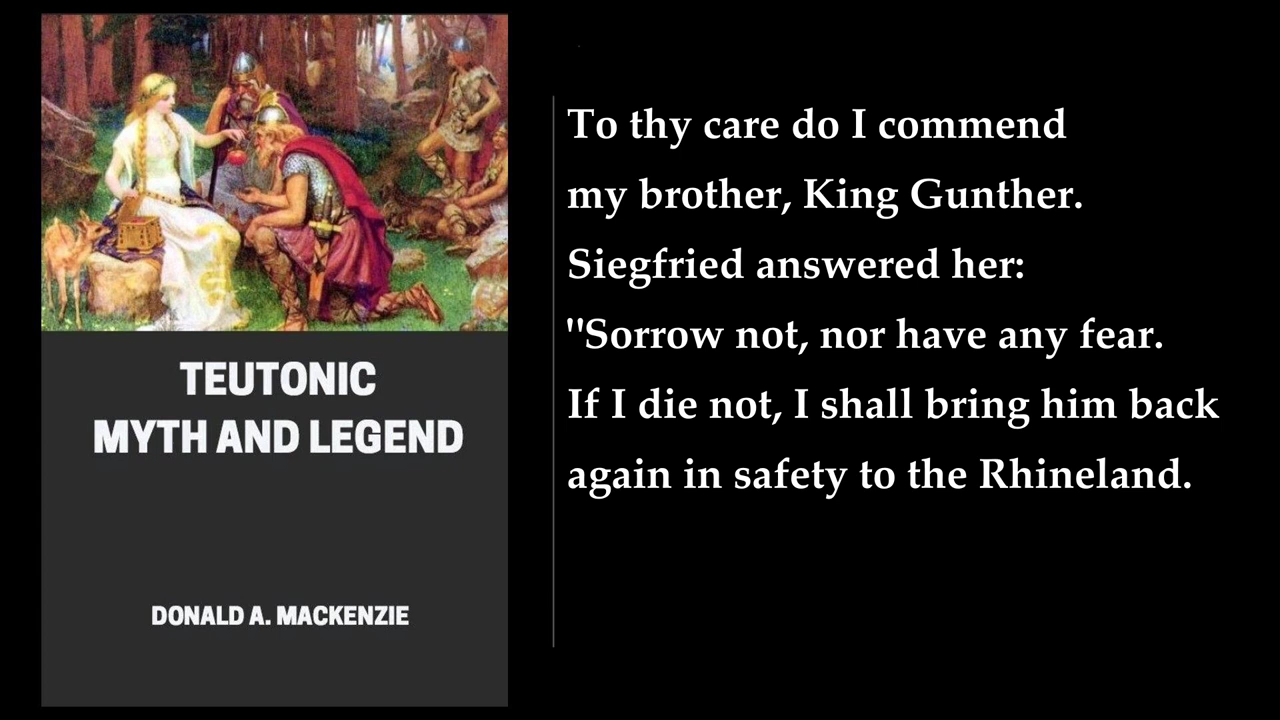 TEUTONIC
MYTH AND LEGEND
DONALD A. MACKENZIE
To thy care do I commend
my brother, King Gunther.
Siegfried answered her:
"Sorrow not, nor have any fear.
If I die not, I shall bring him back
again in safety to the Rhineland.